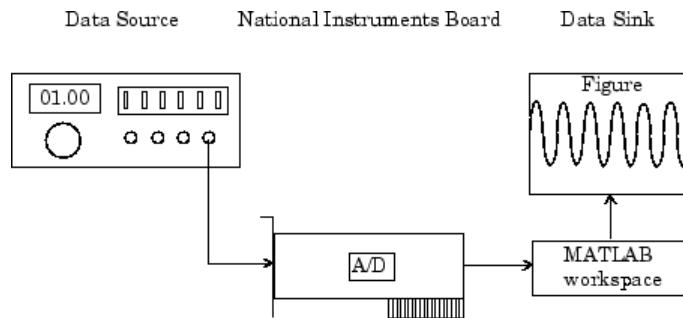 Data Source
National Instruments Board
Data Sink
01.00
Figure
A/D
MATLAB
workspace